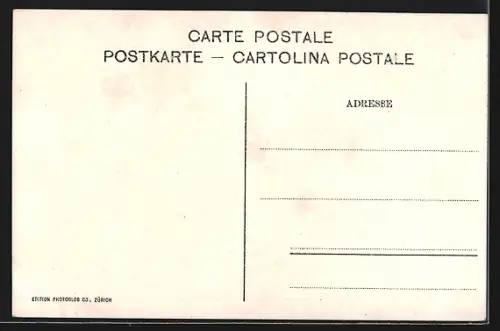 CARTE POSTALE
POSTKARTE — CARTOLINA POSTALE
ADRESSE
EDITION PHOTOGLOB CO., ZÜRICH